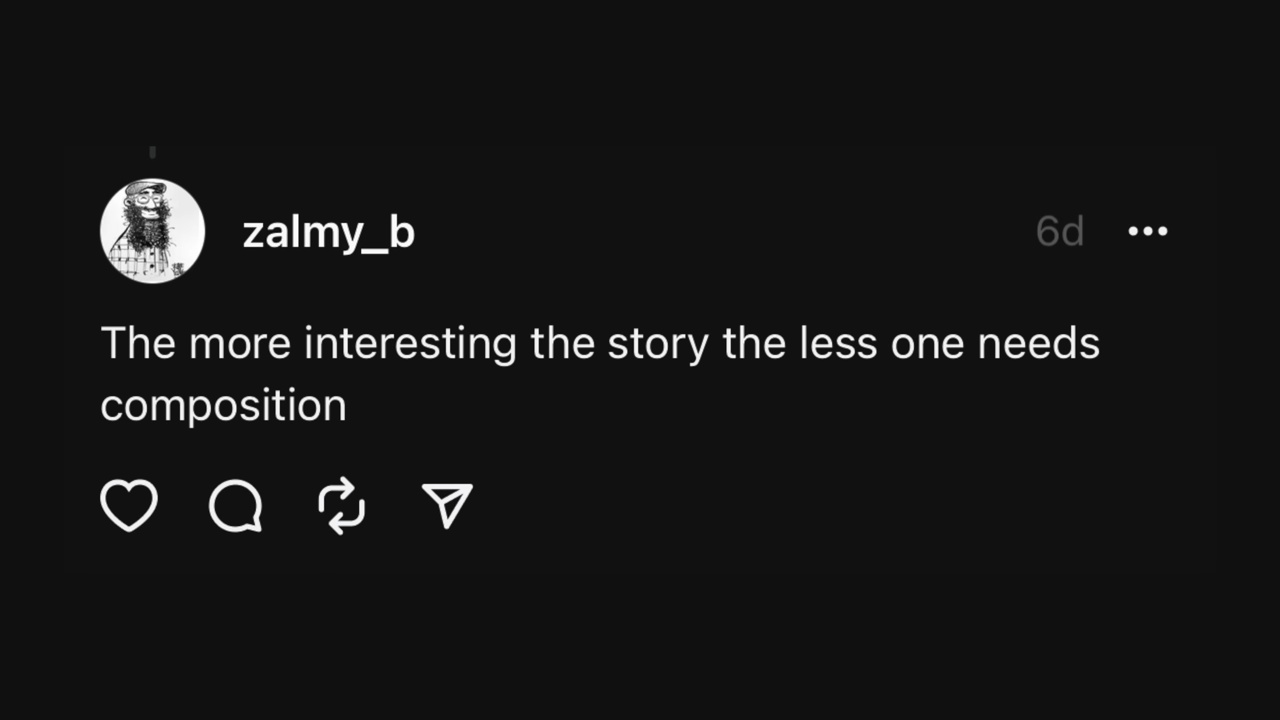 zalmy_b
6d
The more interesting the story the less one needs
composition